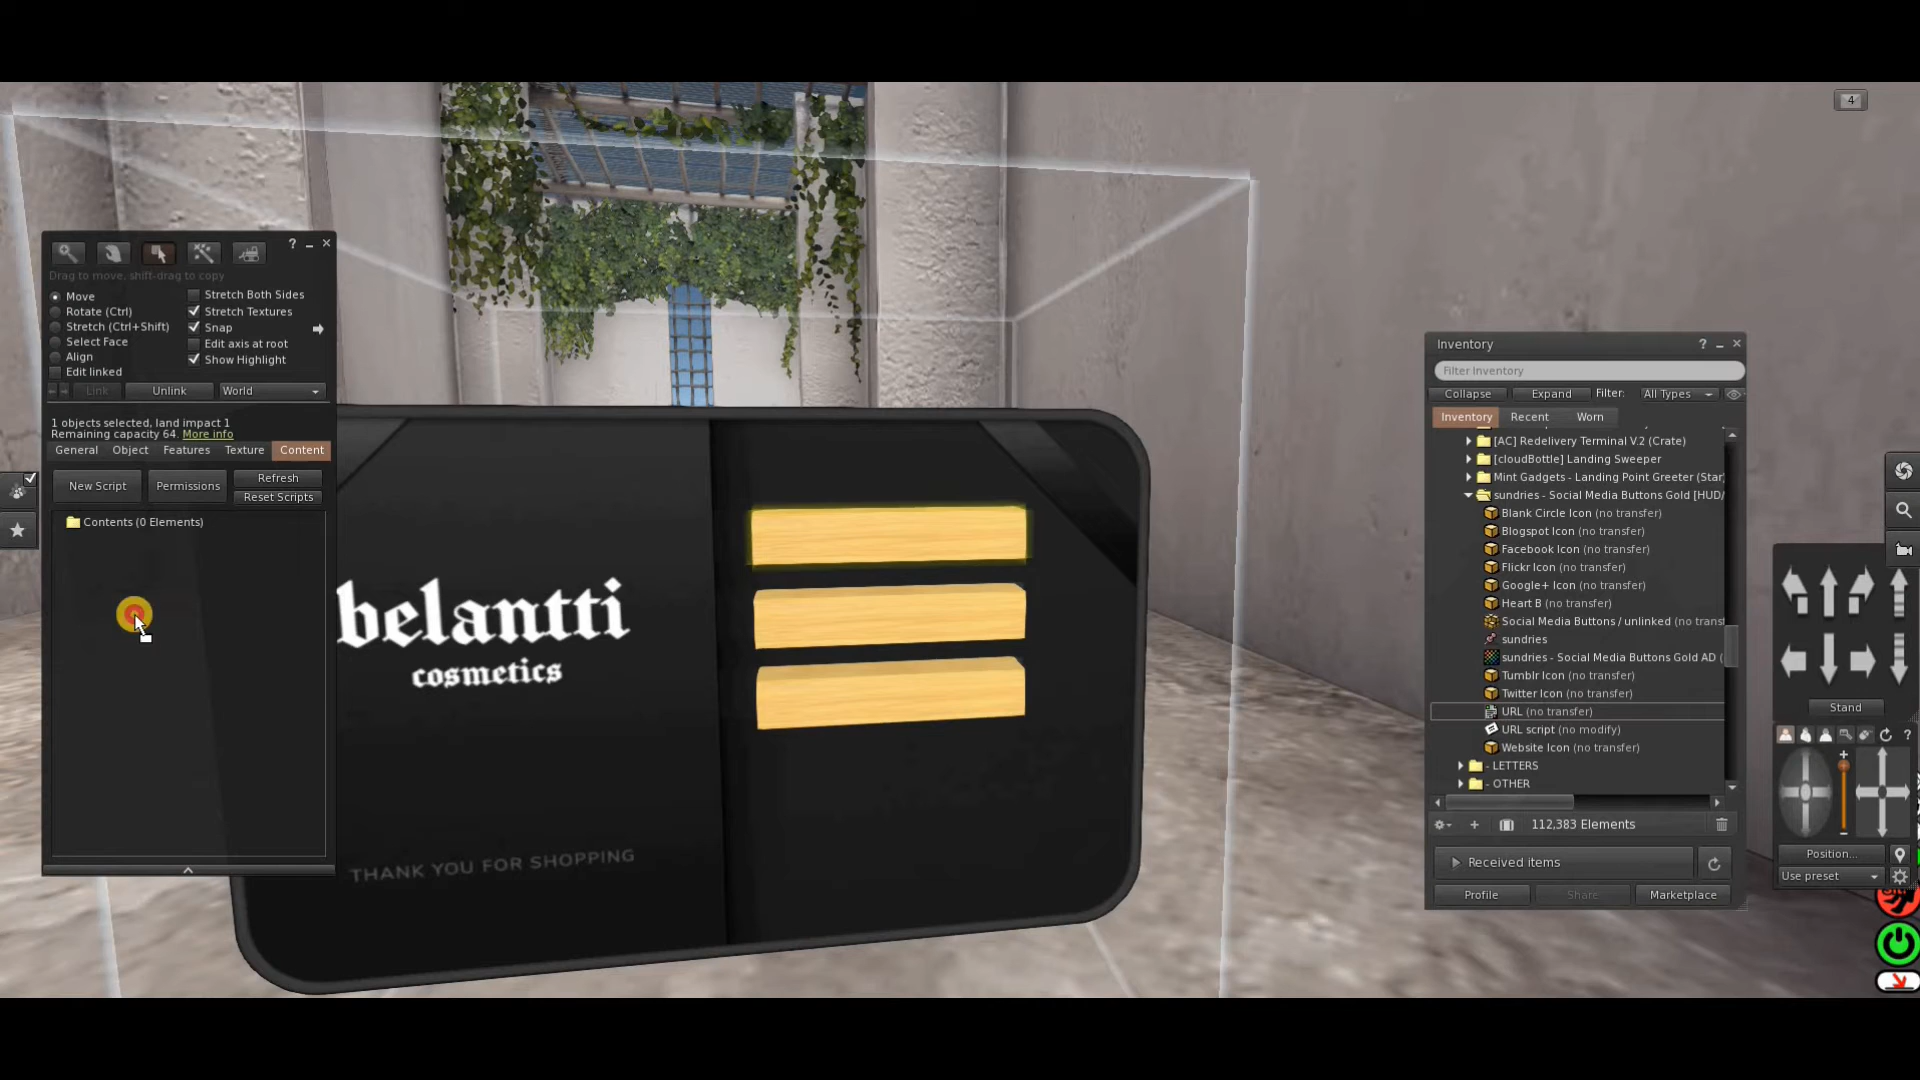 4
?
Drag to move, shift-drag to copy
Move
Stretch Both Sides
Rotate (Ctrl)
Stretch Textures
Stretch (Ctrl+Shift)
Snap
Select Face
Edit axis at root
Align
Show Highlight
Edit linked
Link
Unlink
World
1 objects selected, land impact 1
Remaining capacity 64. More info
General
Object
Features
Texture
Content
New Script
Permissions
Refresh
Reset Scripts
Contents (0 Elements)
belantti
cosmetics
THANK YOU FOR SHOPPING
Inventory
?
Filter Inventory
Collapse
Expand
Filter:
All Types
Inventory
Recent
Worn
[AC] Redelivery Terminal V.2 (Crate)
[cloudBottle] Landing Sweeper
Mint Gadgets - Landing Point Greeter (Star
sundries - Social Media Buttons Gold [HUD/
Blank Circle Icon (no transfer)
Blogspot Icon (no transfer)
Facebook Icon (no transfer)
Flickr Icon (no transfer)
Google+ Icon (no transfer)
Heart B (no transfer)
Social Media Buttons / unlinked (no trans
sundries
sundries - Social Media Buttons Gold AD (
Tumblr Icon (no transfer)
Twitter Icon (no transfer)
URL (no transfer)
URL script (no modify)
Website Icon (no transfer)
- LETTERS
- OTHER
112,383 Elements
Received items
Profile
Share
Marketplace
Stand
?
Position...
Use preset